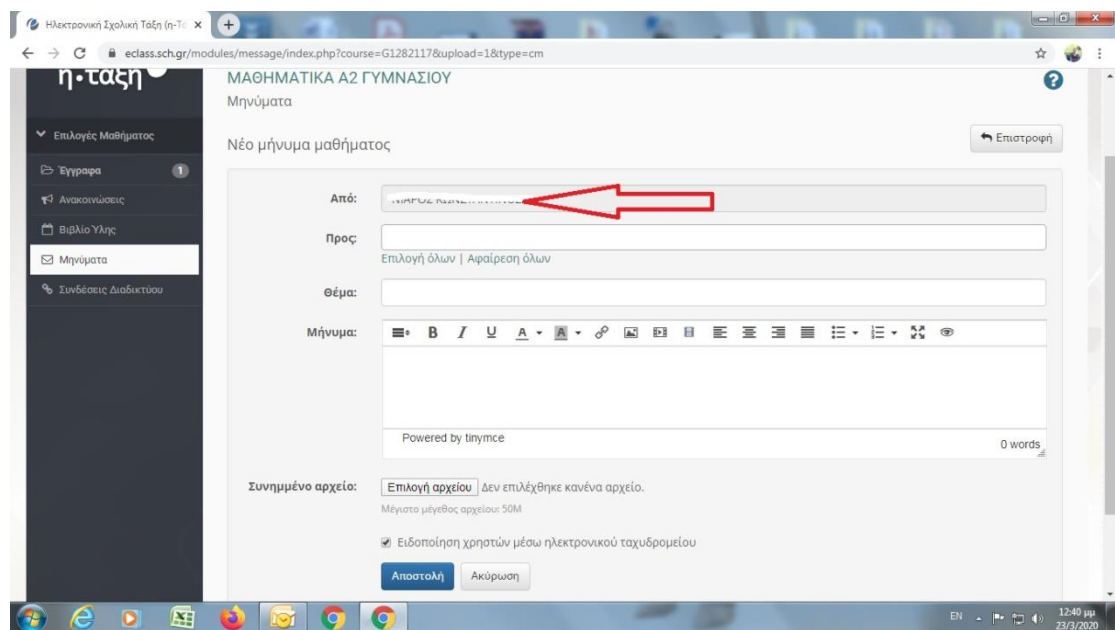 Ηλεκτρονική Σχολική Τάξη (η-Τά
eclass.sch.gr/modules/message/index.php?course=G1282117&upload=1&type=cm
η·τάξη
ΜΑΘΗΜΑΤΙΚΑ Α2 ΓΥΜΝΑΣΙΟΥ
Μηνύματα
Επιλογές Μαθήματος
Έγγραφα 1
Ανακοινώσεις
Βιβλίο Ύλης
Μηνύματα
Συνδέσεις Διαδικτύου
Νέο μήνυμα μαθήματος
Επιστροφή
Από:
Προς:
Επιλογή όλων | Αφαίρεση όλων
Θέμα:
Μήνυμα:
B I U A A
Powered by tinymce
0 words
Συνημμένο αρχείο:
Επιλογή αρχείου Δεν επιλέχθηκε κανένα αρχείο.
Μέγιστο μέγεθος αρχείου: 50M
Ειδοποίηση χρηστών μέσω ηλεκτρονικού ταχυδρομείου
Αποστολή Ακύρωση
EN
12:40 μμ
23/3/2020